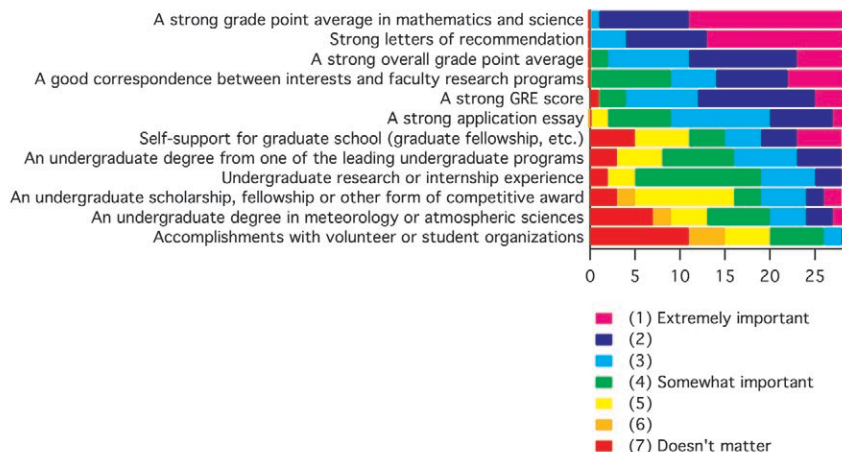 A strong grade point average in mathematics and science
Strong letters of recommendation
A strong overall grade point average
A good correspondence between interests and faculty research programs
A strong GRE score
A strong application essay
Self-support for graduate school (graduate fellowship, etc.)
An undergraduate degree from one of the leading undergraduate programs
Undergraduate research or internship experience
An undergraduate scholarship, fellowship or other form of competitive award
An undergraduate degree in meteorology or atmospheric sciences
Accomplishments with volunteer or student organizations
0 5 10 15 20 25
(1) Extremely important
(2)
(3)
(4) Somewhat important
(5)
(6)
(7) Doesn't matter